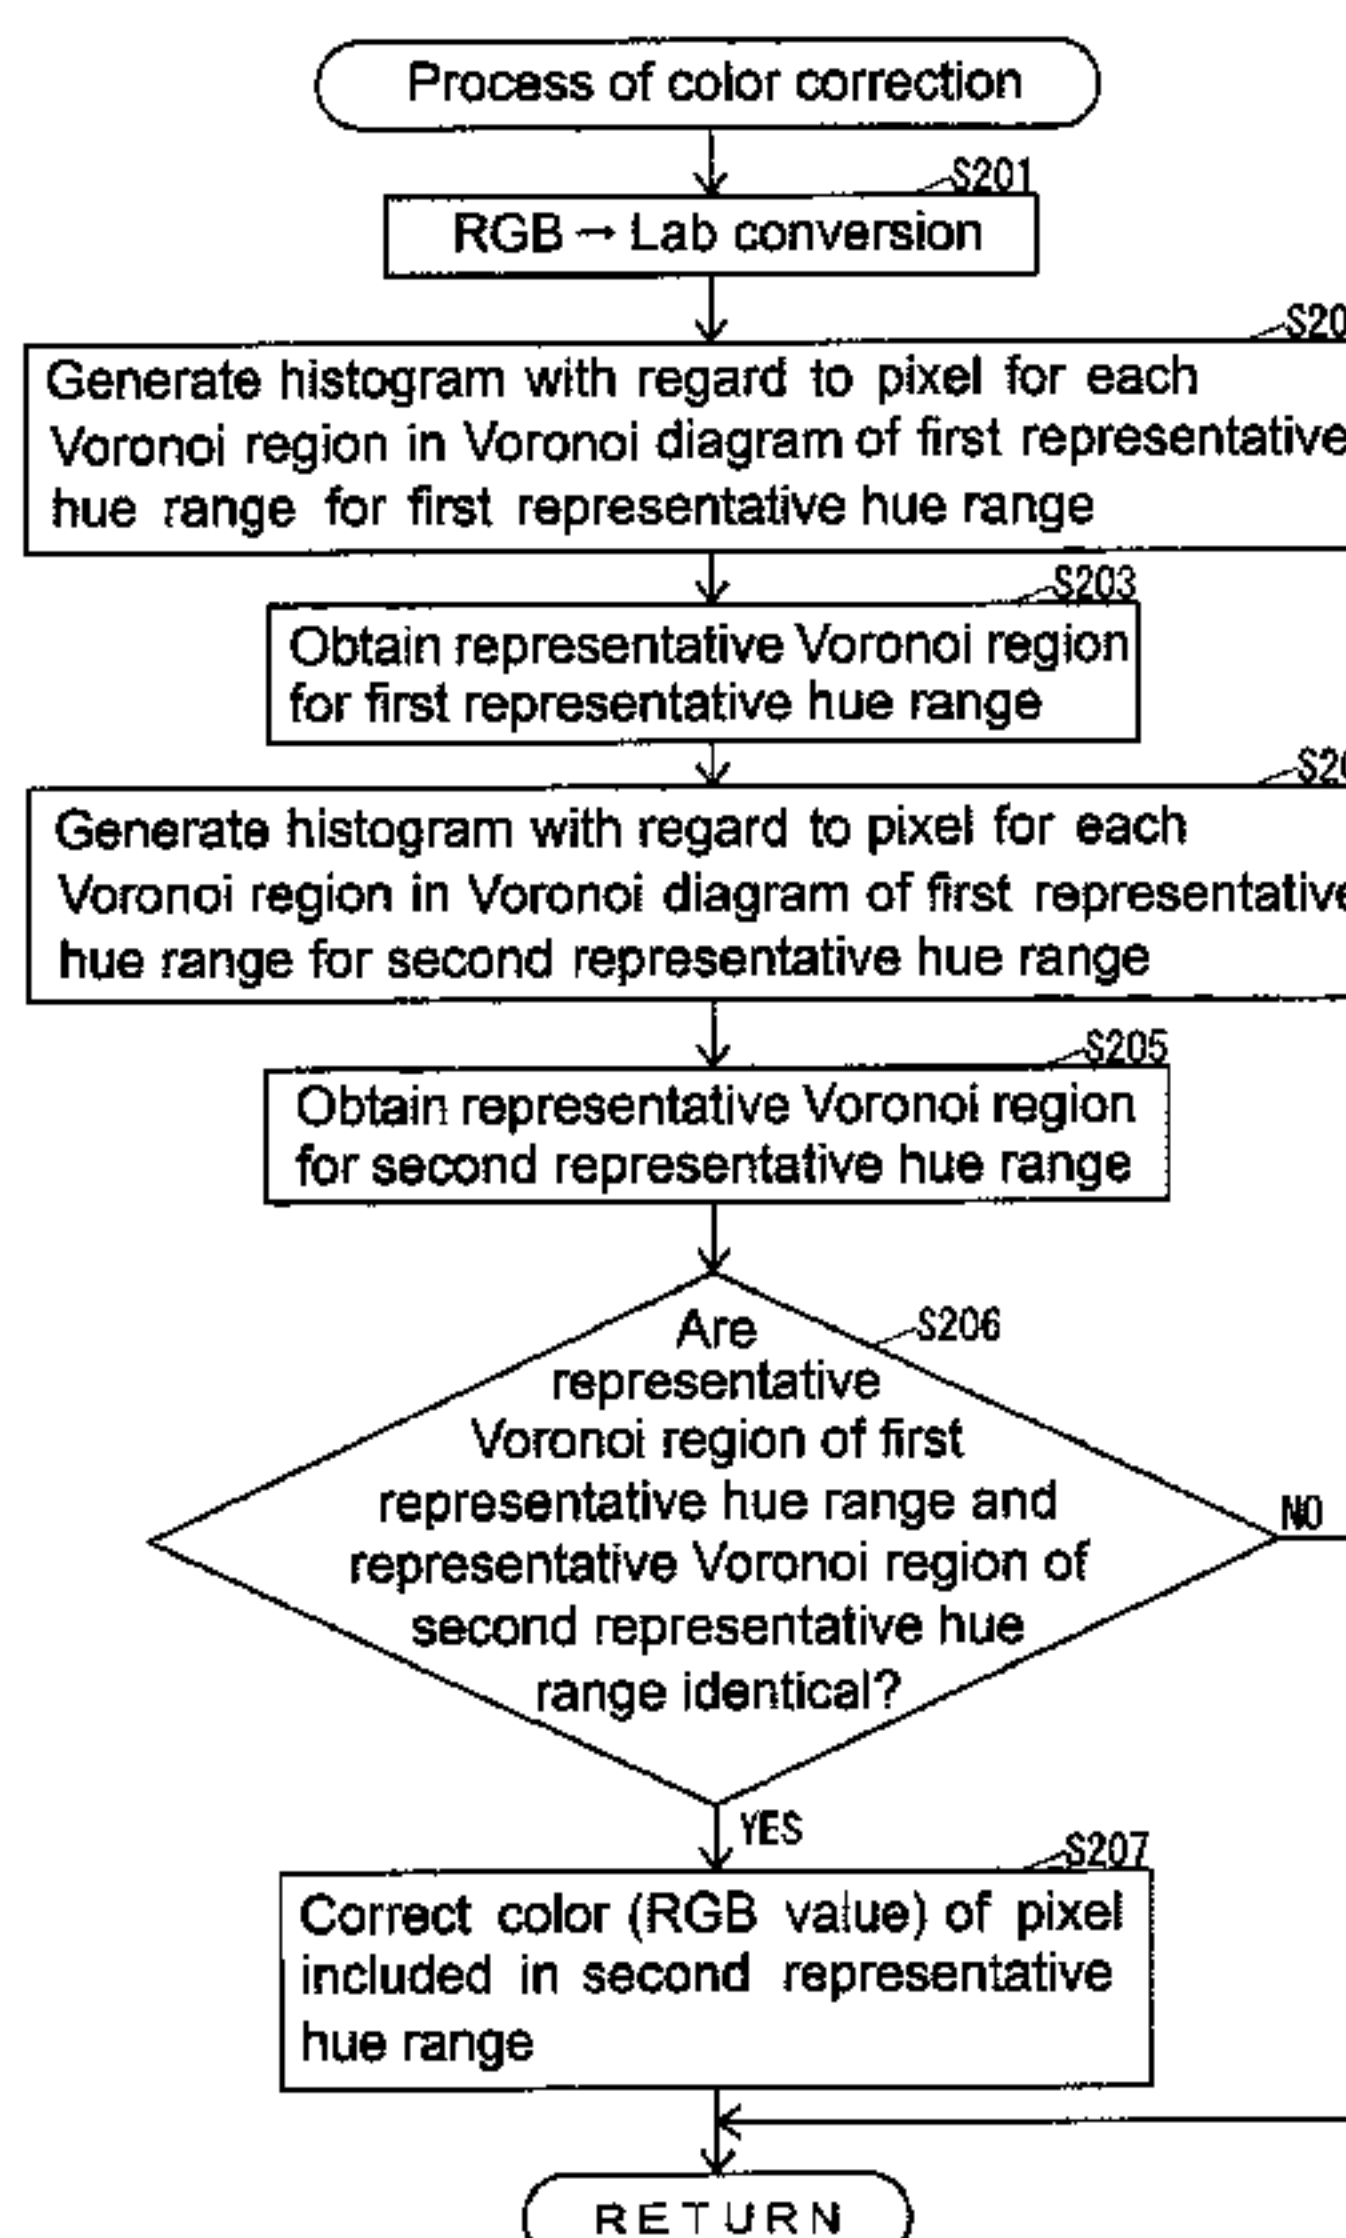 Process of color correction
S201
RGB → Lab conversion
S20
Generate histogram with regard to pixel for each
Voronoi region in Voronoi diagram of first representative
hue range for first representative hue range
S203
Obtain representative Voronoi region
for first representative hue range
S20
Generate histogram with regard to pixel for each
Voronoi region in Voronoi diagram of first representative
hue range for second representative hue range
S205
Obtain representative Voronoi region
for second representative hue range
S206
Are
representative
Voronoi region of first
representative hue range and
representative Voronoi region of
second representative hue
range identical?
NO
YES
S207
Correct color (RGB value) of pixel
included in second representative
hue range
RETURN